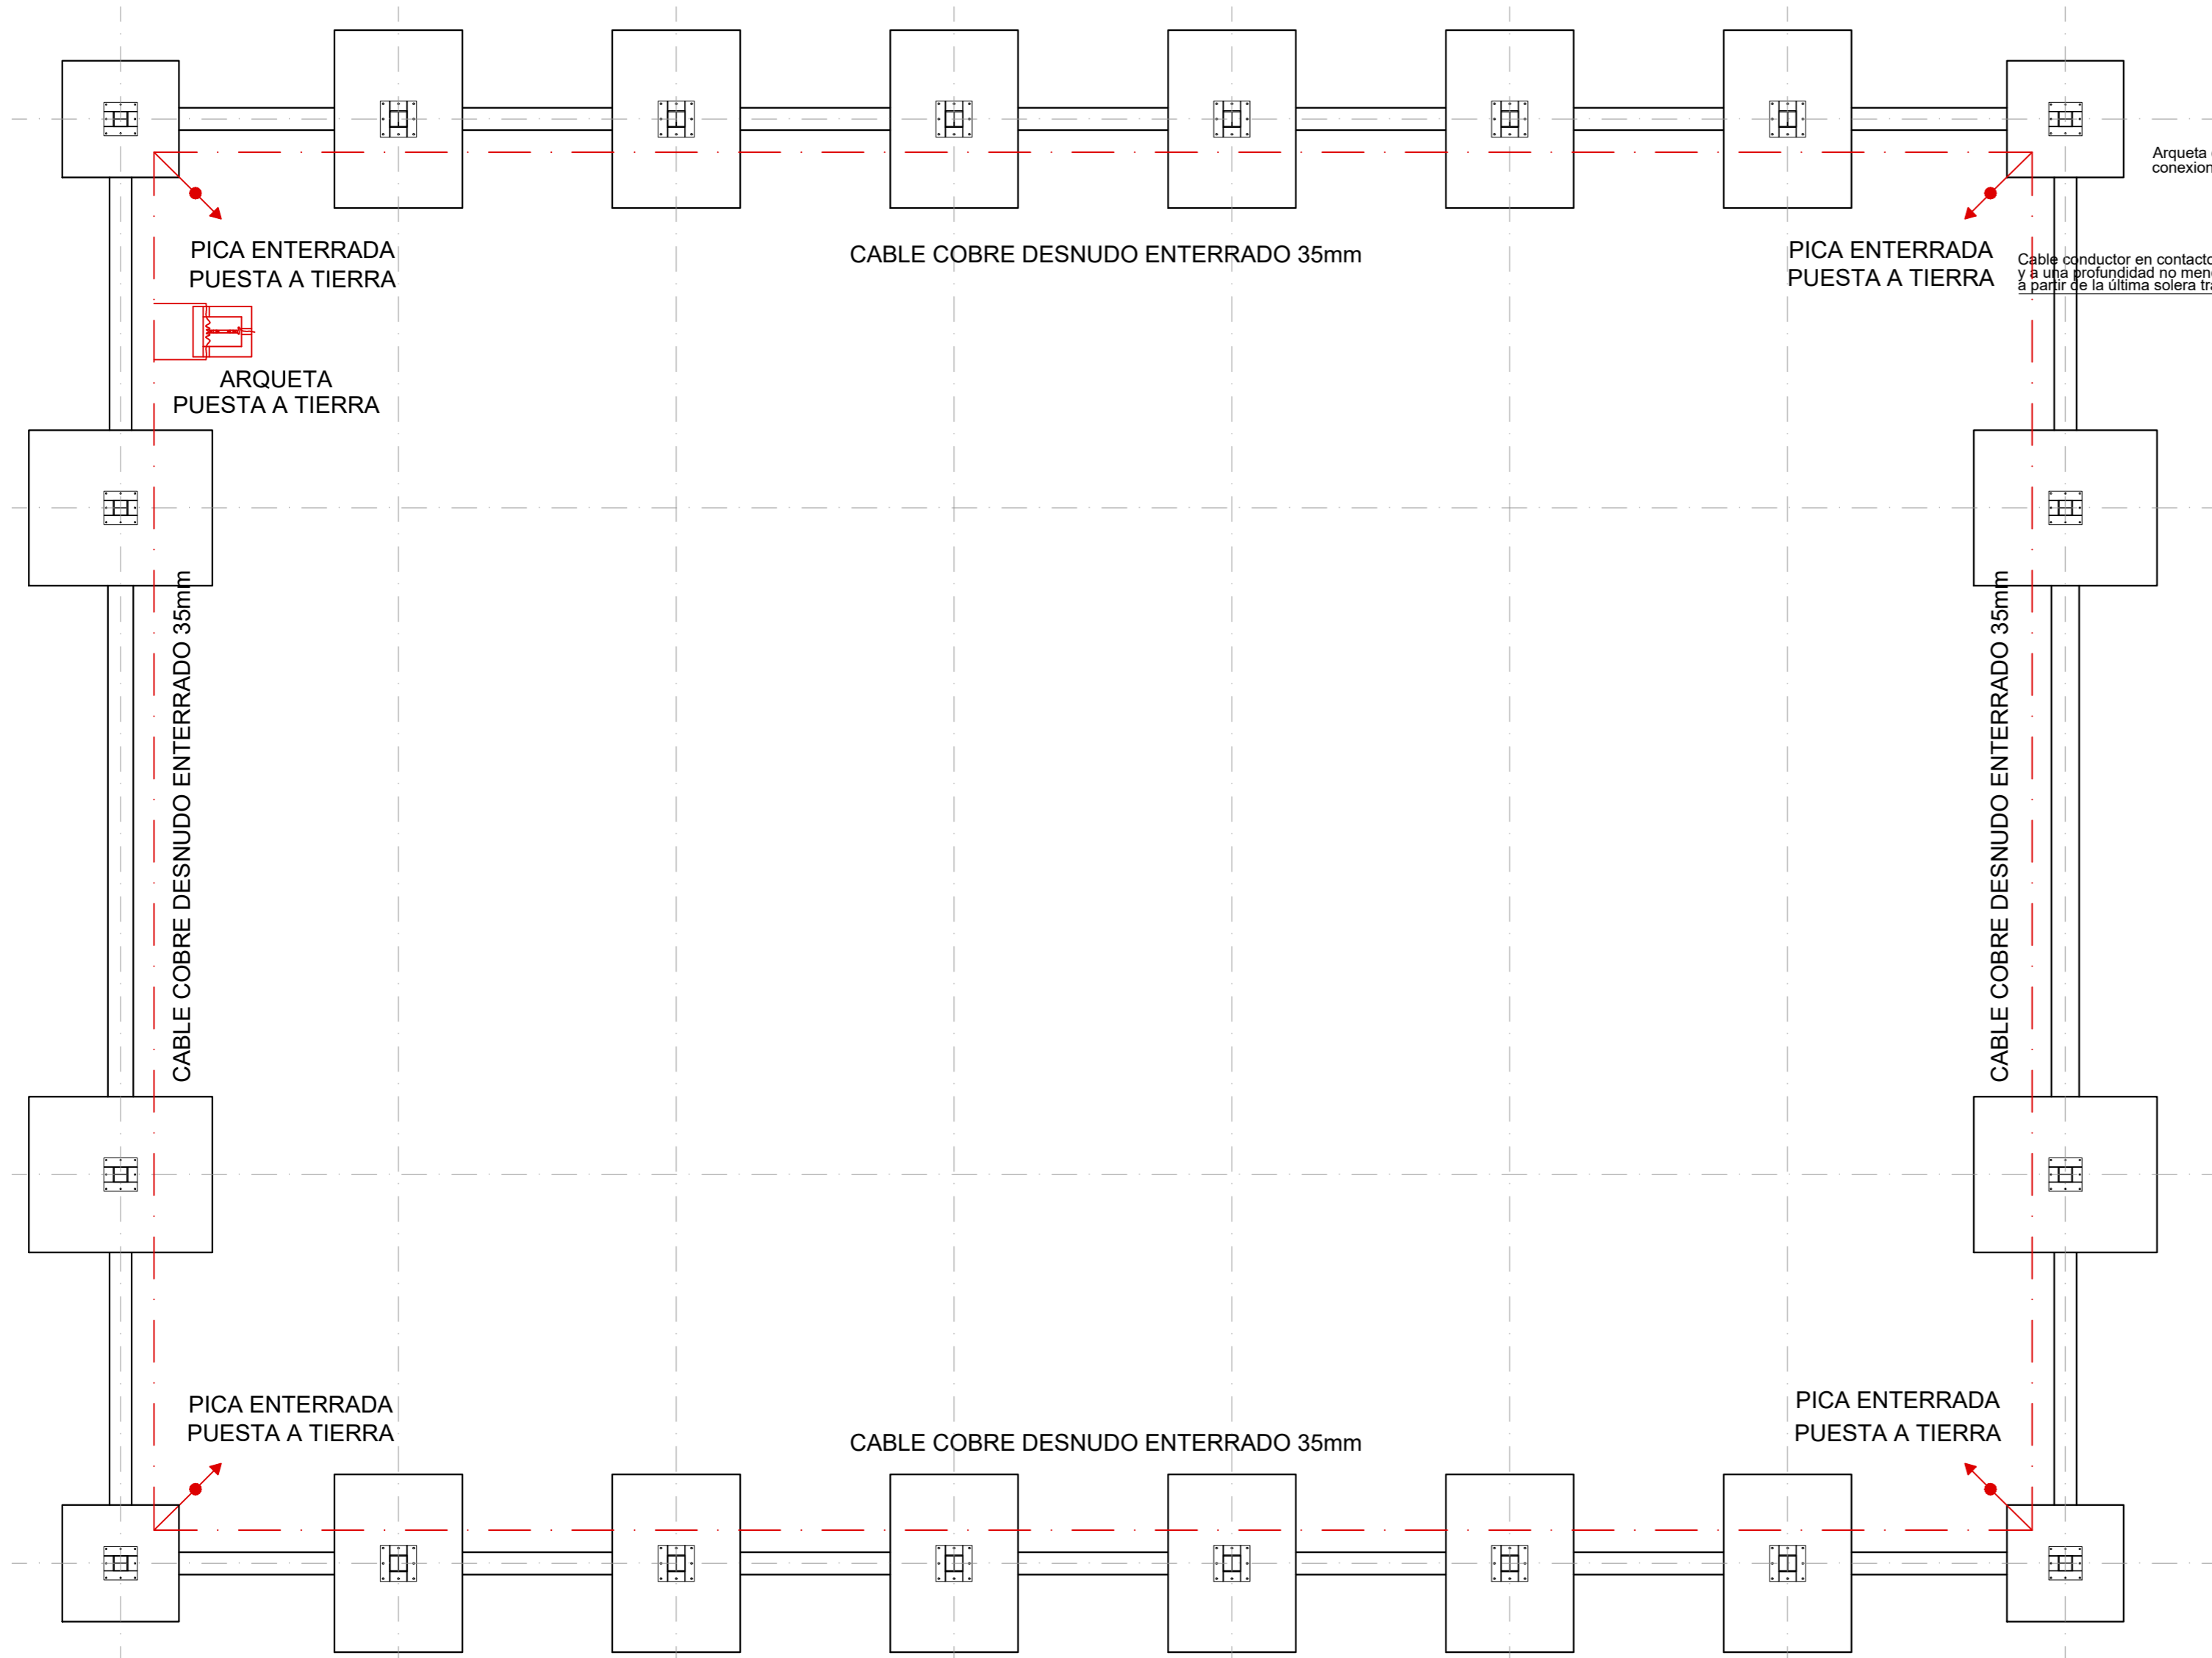 Arqueta
conexion
PICA ENTERRADA
PUESTA A TIERRA
CABLE COBRE DESNUDO ENTERRADO 35mm
PICA ENTERRADA
PUESTA A TIERRA
Cable conductor en contacto
y a una profundidad no men
a partir de la última solera tra
ARQUETA
PUESTA A TIERRA
CABLE COBRE DESNUDO ENTERRADO 35mm
CABLE COBRE DESNUDO ENTERRADO 35mm
PICA ENTERRADA
PUESTA A TIERRA
CABLE COBRE DESNUDO ENTERRADO 35mm
PICA ENTERRADA
PUESTA A TIERRA